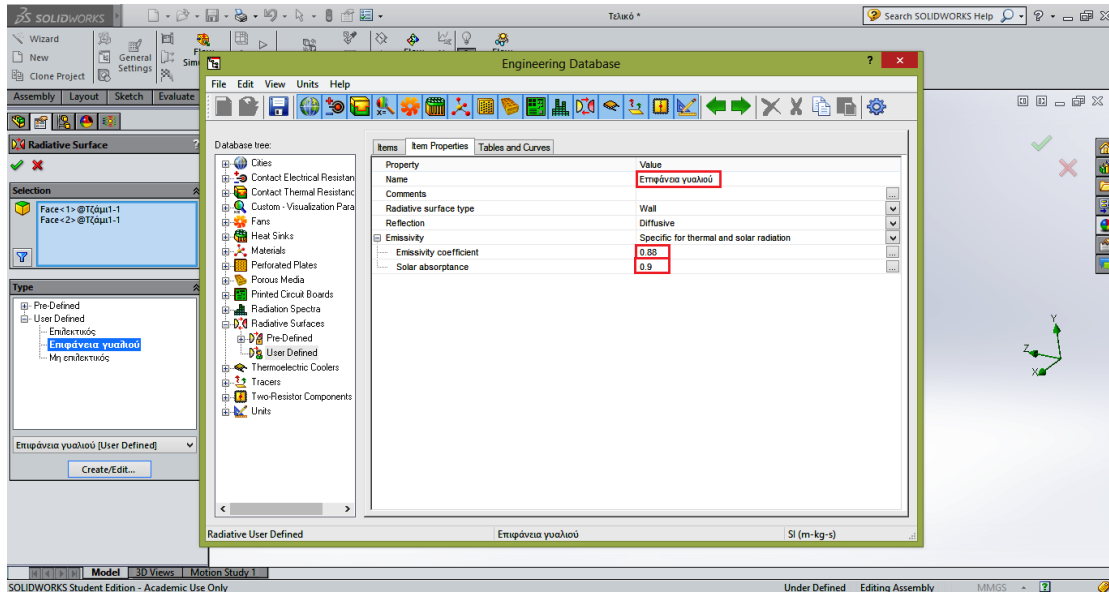 SOLIDWORKS
Τελικό *
Search SOLIDWORKS Help
Wizard
New
Clone Project
General
Settings
Assembly
Layout
Sketch
Evaluate
Engineering Database
File Edit View Units Help
Radiative Surface
Selection
Face<1>@Τζάμι1-1
Face<2>@Τζάμι1-1
Type
Pre-Defined
User Defined
Επιλεκτικός
Επιφάνεια γυαλιού
Μη επιλεκτικός
Επιφάνεια γυαλιού [User Defined]
Create/Edit...
Database tree:
Cities
Contact Electrical Resistan
Contact Thermal Resistanc
Custom - Visualization Para
Fans
Heat Sinks
Materials
Perforated Plates
Porous Media
Printed Circuit Boards
Radiation Spectra
Radiative Surfaces
Pre-Defined
User Defined
Thermoelectric Coolers
Tracers
Two-Resistor Components
Units
Items
Item Properties
Tables and Curves
Property Value
Name Επιφάνεια γυαλιού
Comments
Radiative surface type Wall
Reflection Diffusive
Emissivity Specific for thermal and solar radiation
Emissivity coefficient 0.88
Solar absorptance 0.9
Radiative User Defined
Επιφάνεια γυαλιού
SI (m-kg-s)
Y
Z
X
Model
3D Views
Motion Study 1
SOLIDWORKS Student Edition - Academic Use Only
Under Defined
Editing Assembly
MMGS